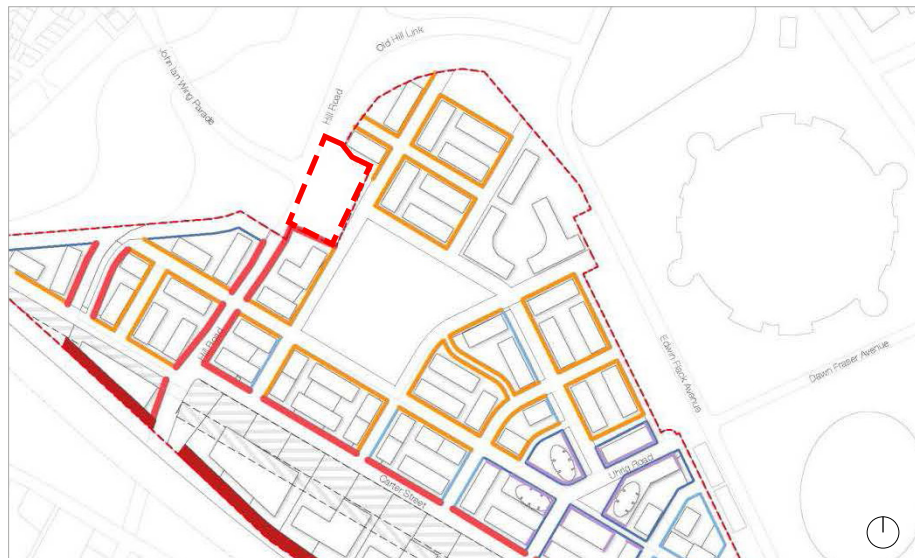 Old Hill Link
John Ian Wing Parade
Hill Road
Edwin Flack Avenue
Dawn Fraser Avenue
Hill Road
Uhrig Road
Carter Street